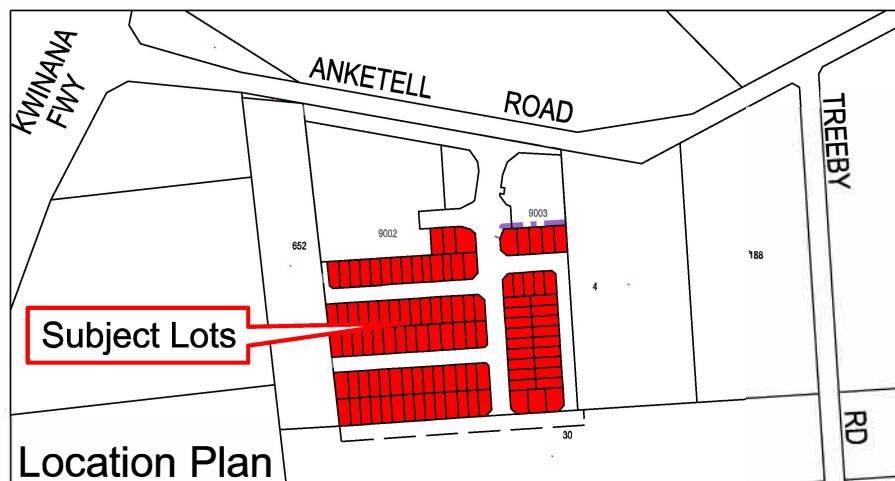 KWINANA
FWY
ANKETELL
ROAD
TREEBY
9003
9002
652
188
4
Subject Lots
RD
30
Location Plan